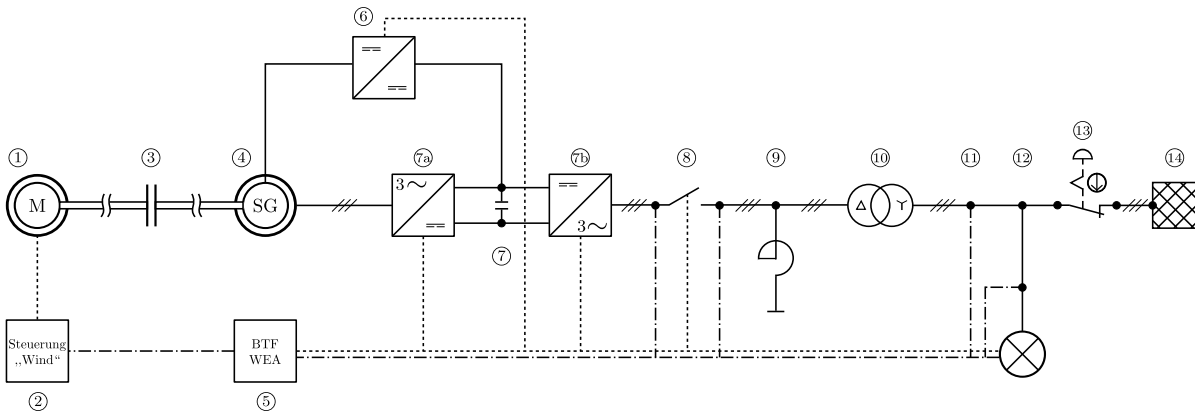 6
1
3
4
7a
7b
8
9
10
11
12
13
14
M
SG
3∼
==
==
==
==
3∼
Δ
Y
7
Steuerung
,,Wind“
BTF
WEA
2
5